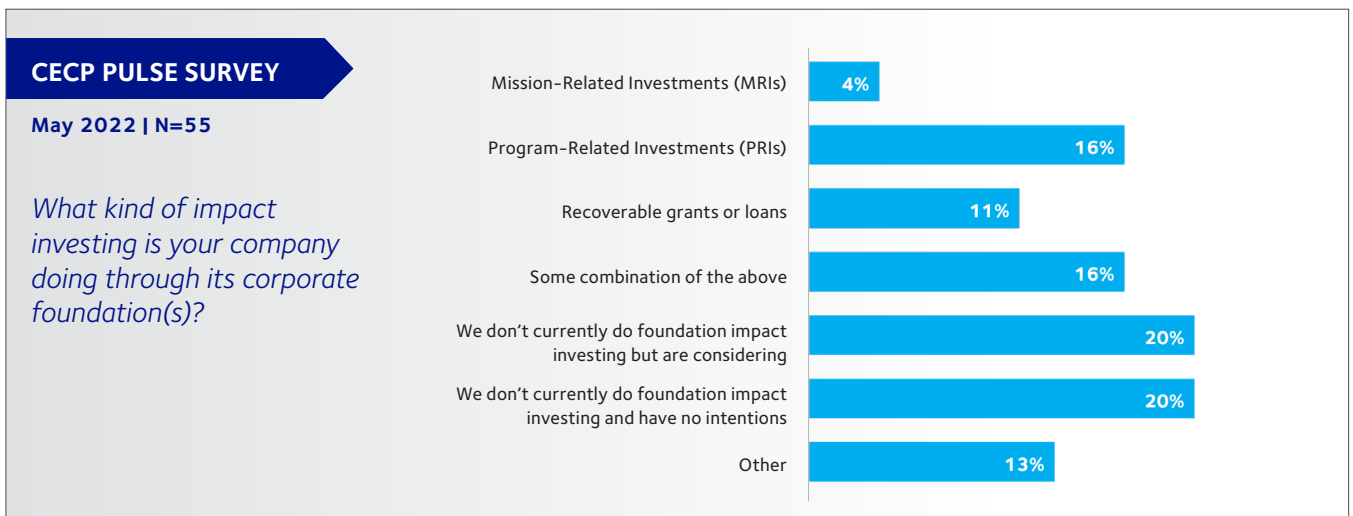 CECP PULSE SURVEY
May 2022 | N=55
What kind of impact
investing is your company
doing through its corporate
foundation(s)?
Mission-Related Investments (MRIs)
4%
Program-Related Investments (PRIs)
16%
Recoverable grants or loans
11%
Some combination of the above
16%
We don’t currently do foundation impact
investing but are considering
20%
We don’t currently do foundation impact
investing and have no intentions
20%
Other
13%